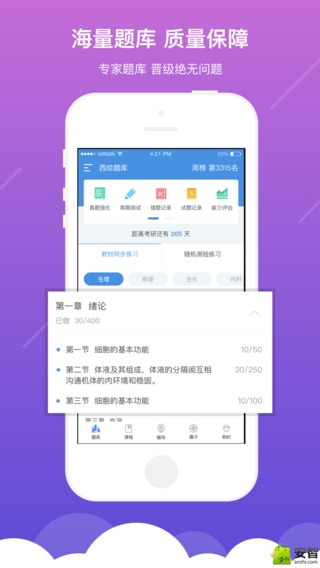 海量题库 质量保障
专家题库 晋级绝无问题
VIRGIN
4:21 PM
22%
西综题库
周榜 第3315名
真题强化
周期测试
错题记录
试题记录
能力评估
距离考研还有 265 天
教材同步练习
随机测验练习
生理
病理
生化
内科
第一章 绪论
已做 30/400
第一节 细胞的基本功能
10/50
第二节 体液及其组成，体液的分隔阂互相
沟通机体的内环境和稳固。
30/250
第三节 细胞的基本功能
10/100
第三章 血液
题库
课程
辅导
圈子
我的
安智
anzhi.com